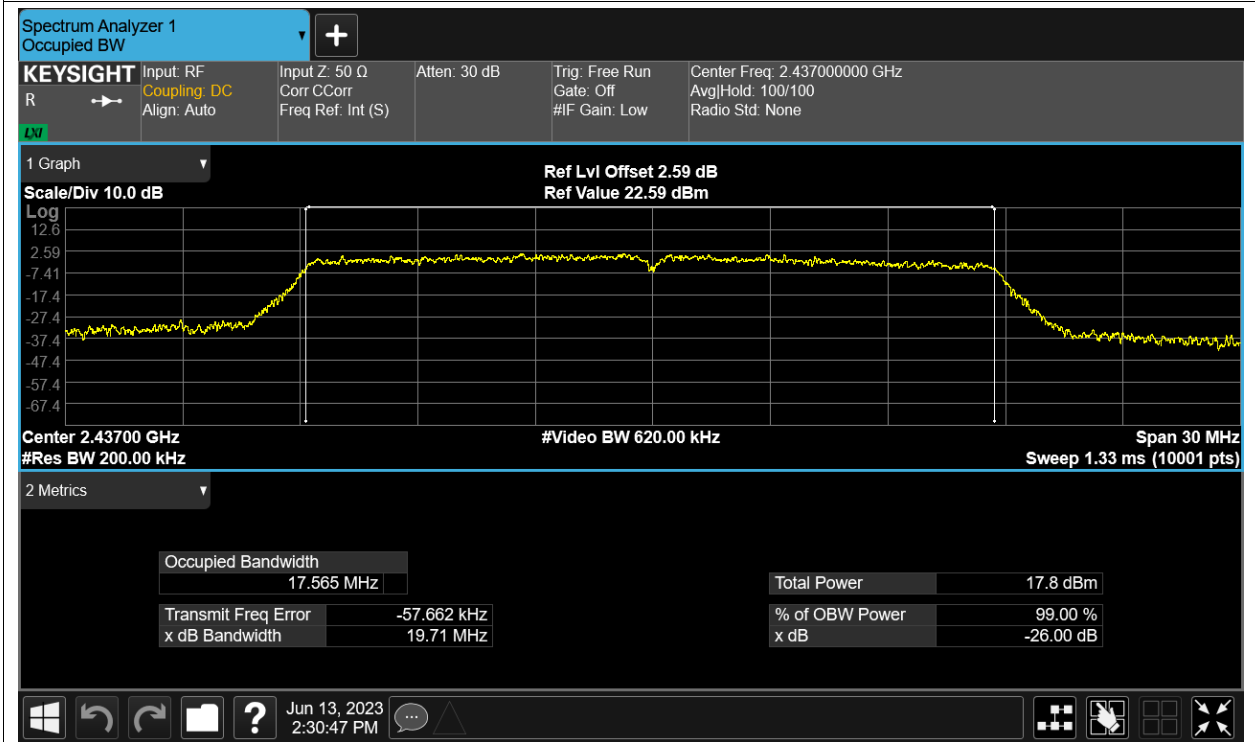 Spectrum Analyzer 1
Occupied BW
KEYSIGHT
R
LXI
Input: RF
Coupling: DC
Align: Auto
Input Z: 50 Ω
Corr CCorr
Freq Ref: Int (S)
Atten: 30 dB
Trig: Free Run
Gate: Off
#IF Gain: Low
Center Freq: 2.437000000 GHz
Avg|Hold: 100/100
Radio Std: None
1 Graph
Scale/Div 10.0 dB
Ref Lvl Offset 2.59 dB
Ref Value 22.59 dBm
Log
12.6
2.59
-7.41
-17.4
-27.4
-37.4
-47.4
-57.4
-67.4
Center 2.43700 GHz
#Res BW 200.00 kHz
#Video BW 620.00 kHz
Span 30 MHz
Sweep 1.33 ms (10001 pts)
2 Metrics
Occupied Bandwidth
17.565 MHz
Transmit Freq Error -57.662 kHz
x dB Bandwidth 19.71 MHz
Total Power 17.8 dBm
% of OBW Power 99.00 %
x dB -26.00 dB
?
Jun 13, 2023
2:30:47 PM